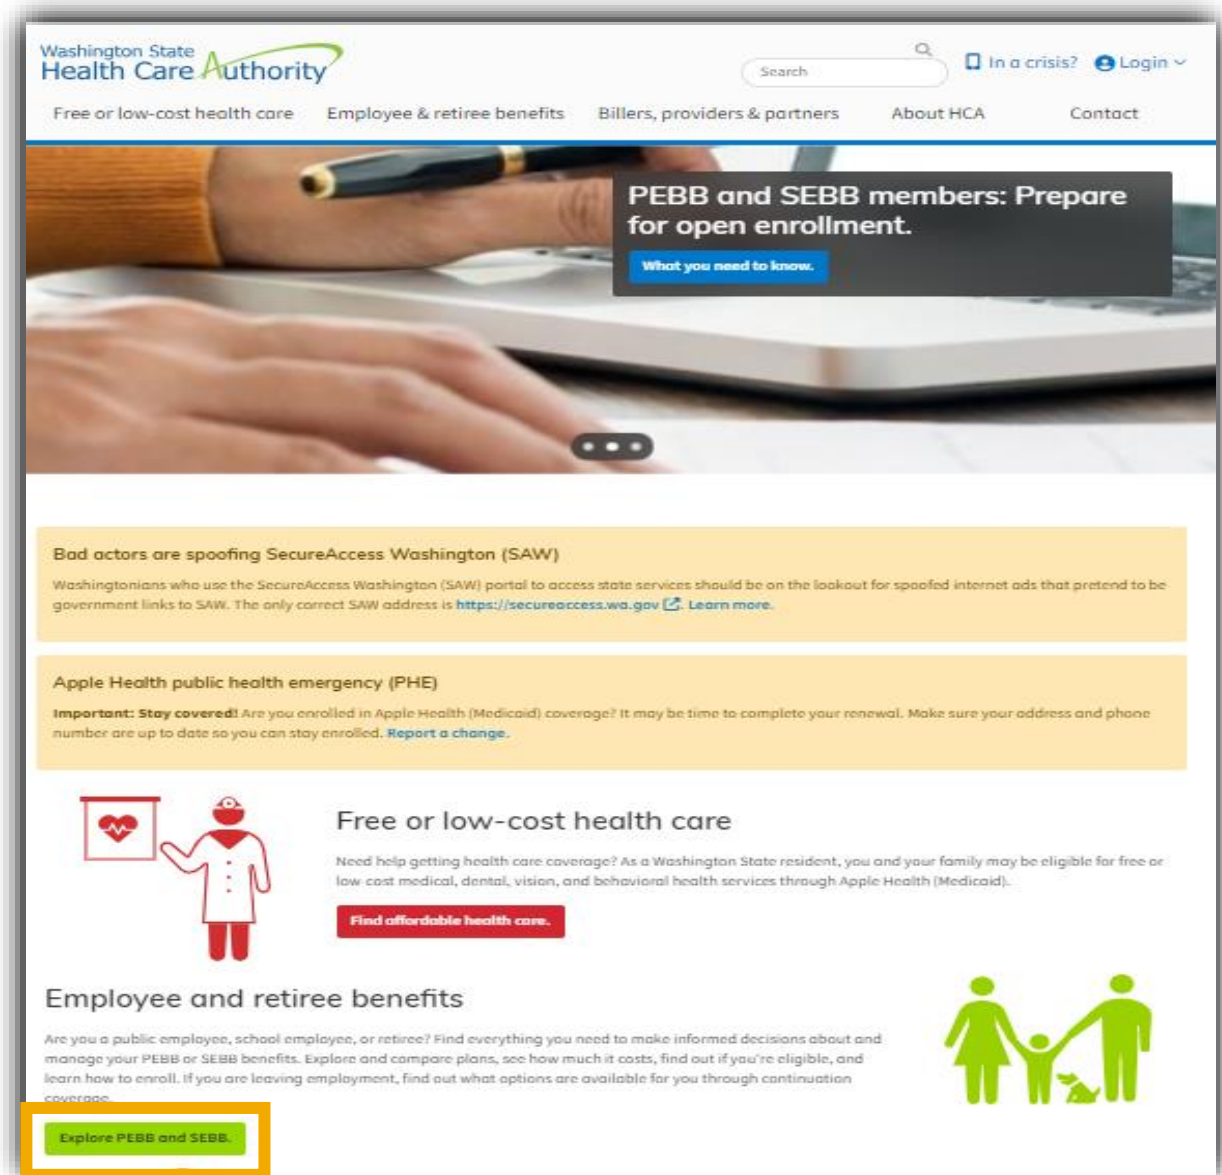 Washington State
Health Care Authority
Search
In a crisis?
Login
Free or low-cost health care
Employee & retiree benefits
Billers, providers & partners
About HCA
Contact
PEBB and SEBB members: Prepare
for open enrollment.
What you need to know.
Bad actors are spoofing SecureAccess Washington (SAW)
Washingtonians who use the SecureAccess Washington (SAW) portal to access state services should be on the lookout for spoofed internet ads that pretend to be
government links to SAW. The only correct SAW address is https://secureaccess.wa.gov. Learn more.
Apple Health public health emergency (PHE)
Important: Stay covered! Are you enrolled in Apple Health (Medicaid) coverage? It may be time to complete your renewal. Make sure your address and phone
number are up to date so you can stay enrolled. Report a change.
Free or low-cost health care
Need help getting health care coverage? As a Washington State resident, you and your family may be eligible for free or
low-cost medical, dental, vision, and behavioral health services through Apple Health (Medicaid).
Find affordable health care.
Employee and retiree benefits
Are you a public employee, school employee, or retiree? Find everything you need to make informed decisions about and
manage your PEBB or SEBB benefits. Explore and compare plans, see how much it costs, find out if you're eligible, and
learn how to enroll. If you are leaving employment, find out what options are available for you through continuation
coverage.
Explore PEBB and SEBB.